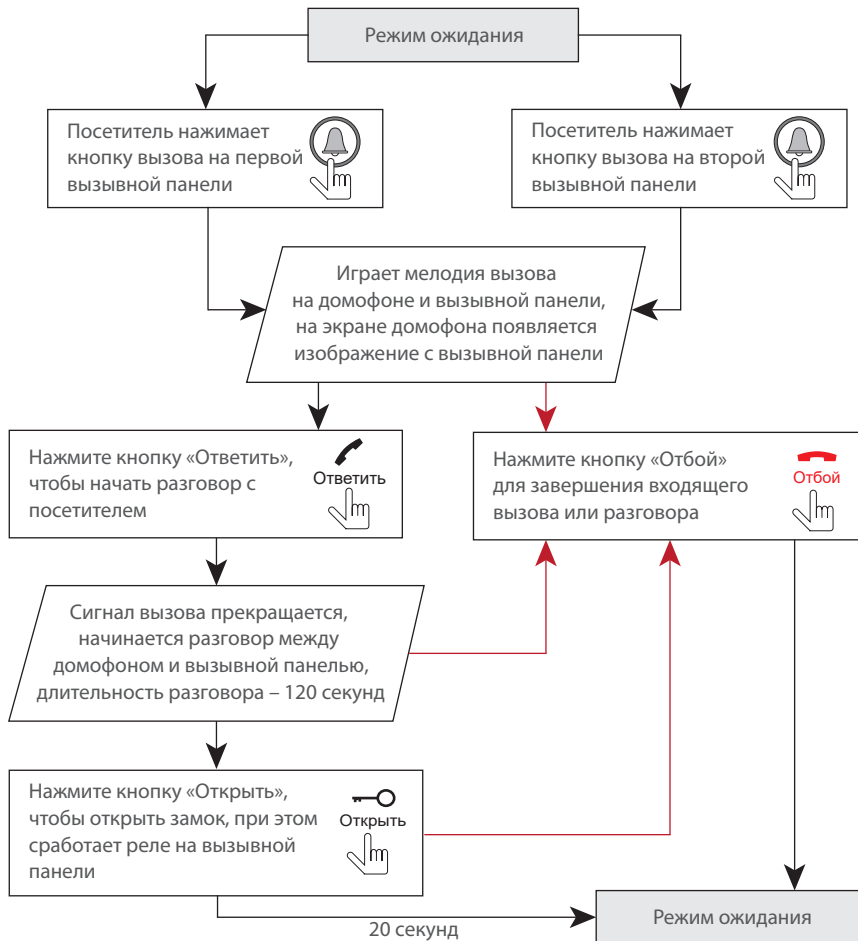 Режим ожидания
Посетитель нажимает
кнопку вызова на первой
вызывной панели
Посетитель нажимает
кнопку вызова на второй
вызывной панели
Играет мелодия вызова
на домофоне и вызывной панели,
на экране домофона появляется
изображение с вызывной панели
Нажмите кнопку «Ответить»,
чтобы начать разговор с
посетителем
Ответить
Нажмите кнопку «Отбой»
для завершения входящего
вызова или разговора
Отбой
Сигнал вызова прекращается,
начинается разговор между
домофоном и вызывной панелью,
длительность разговора – 120 секунд
Нажмите кнопку «Открыть»,
чтобы открыть замок, при этом
сработает реле на вызывной
панели
Открыть
20 секунд
Режим ожидания